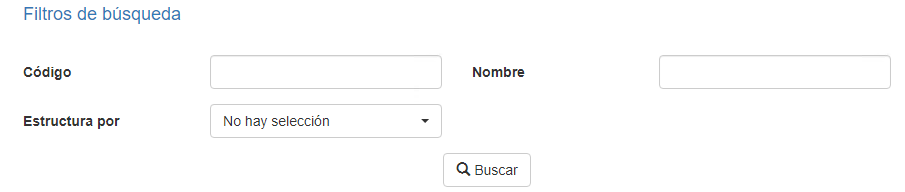 Filtros de búsqueda
Código
Nombre
Estructura por
No hay selección
Buscar